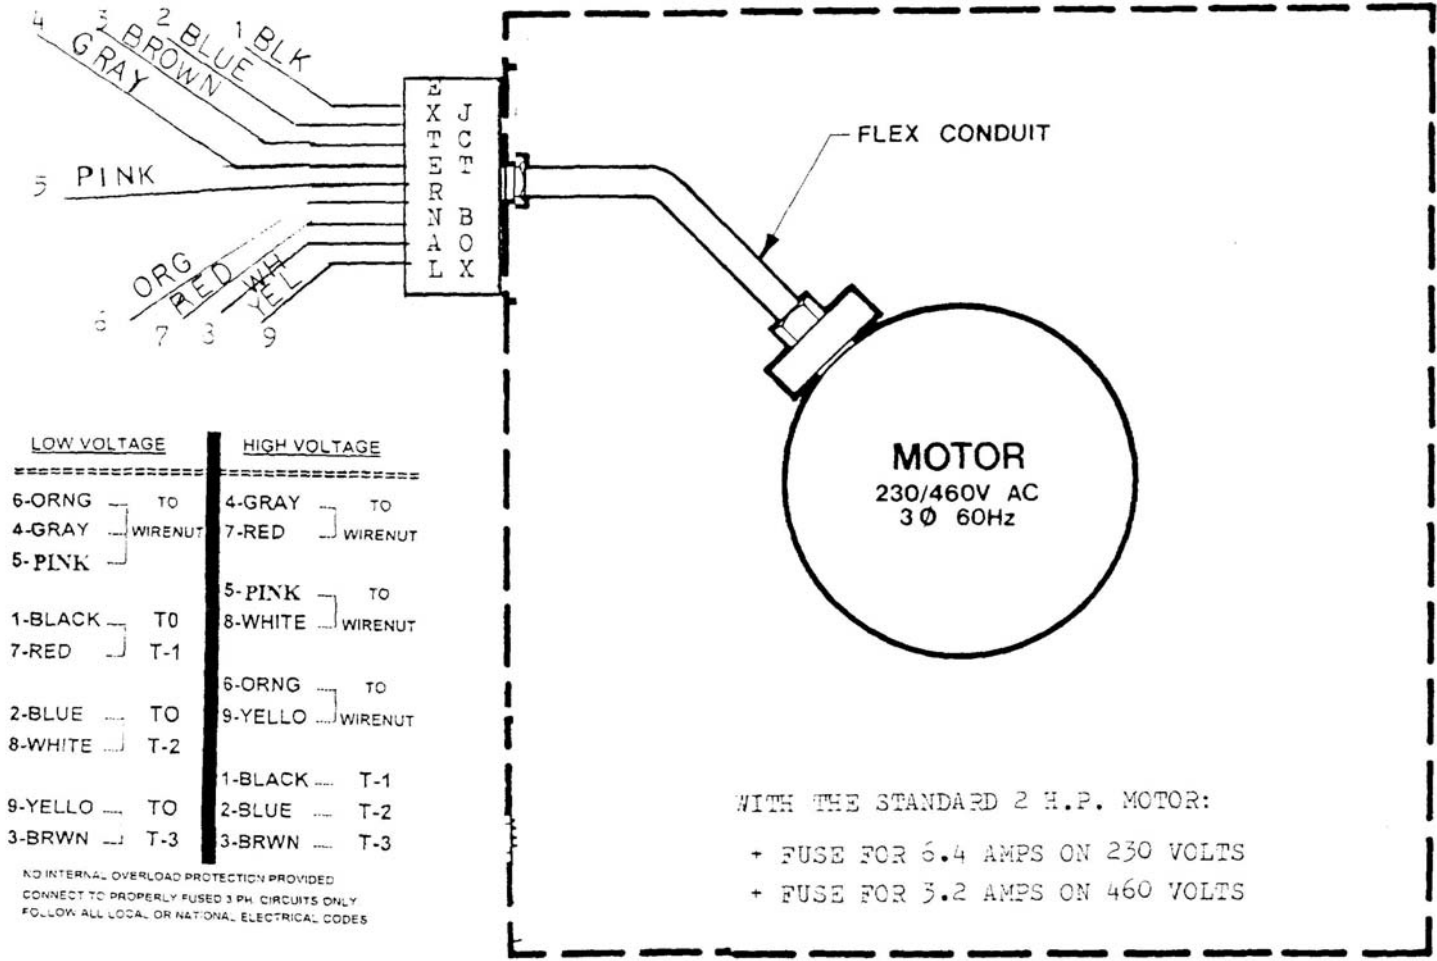 4
3
2
1 BLK
BLUE
BROWN
GRAY
5 PINK
ORG
RED
WH
YEL
6
7
8
9
EXTERNAL
JCT BOX
FLEX CONDUIT
MOTOR
230/460V AC
3Ø 60Hz
LOW VOLTAGE
6-ORNG TO
4-GRAY WIRENUT
5-PINK
1-BLACK TO
7-RED T-1
2-BLUE TO
8-WHITE T-2
9-YELLO TO
3-BRWN T-3
HIGH VOLTAGE
4-GRAY TO
7-RED WIRENUT
5-PINK TO
8-WHITE WIRENUT
6-ORNG TO
9-YELLO WIRENUT
1-BLACK T-1
2-BLUE T-2
3-BRWN T-3
NO INTERNAL OVERLOAD PROTECTION PROVIDED
CONNECT TO PROPERLY FUSED 3 PH. CIRCUITS ONLY
FOLLOW ALL LOCAL OR NATIONAL ELECTRICAL CODES
WITH THE STANDARD 2 H.P. MOTOR:
+ FUSE FOR 6.4 AMPS ON 230 VOLTS
+ FUSE FOR 3.2 AMPS ON 460 VOLTS